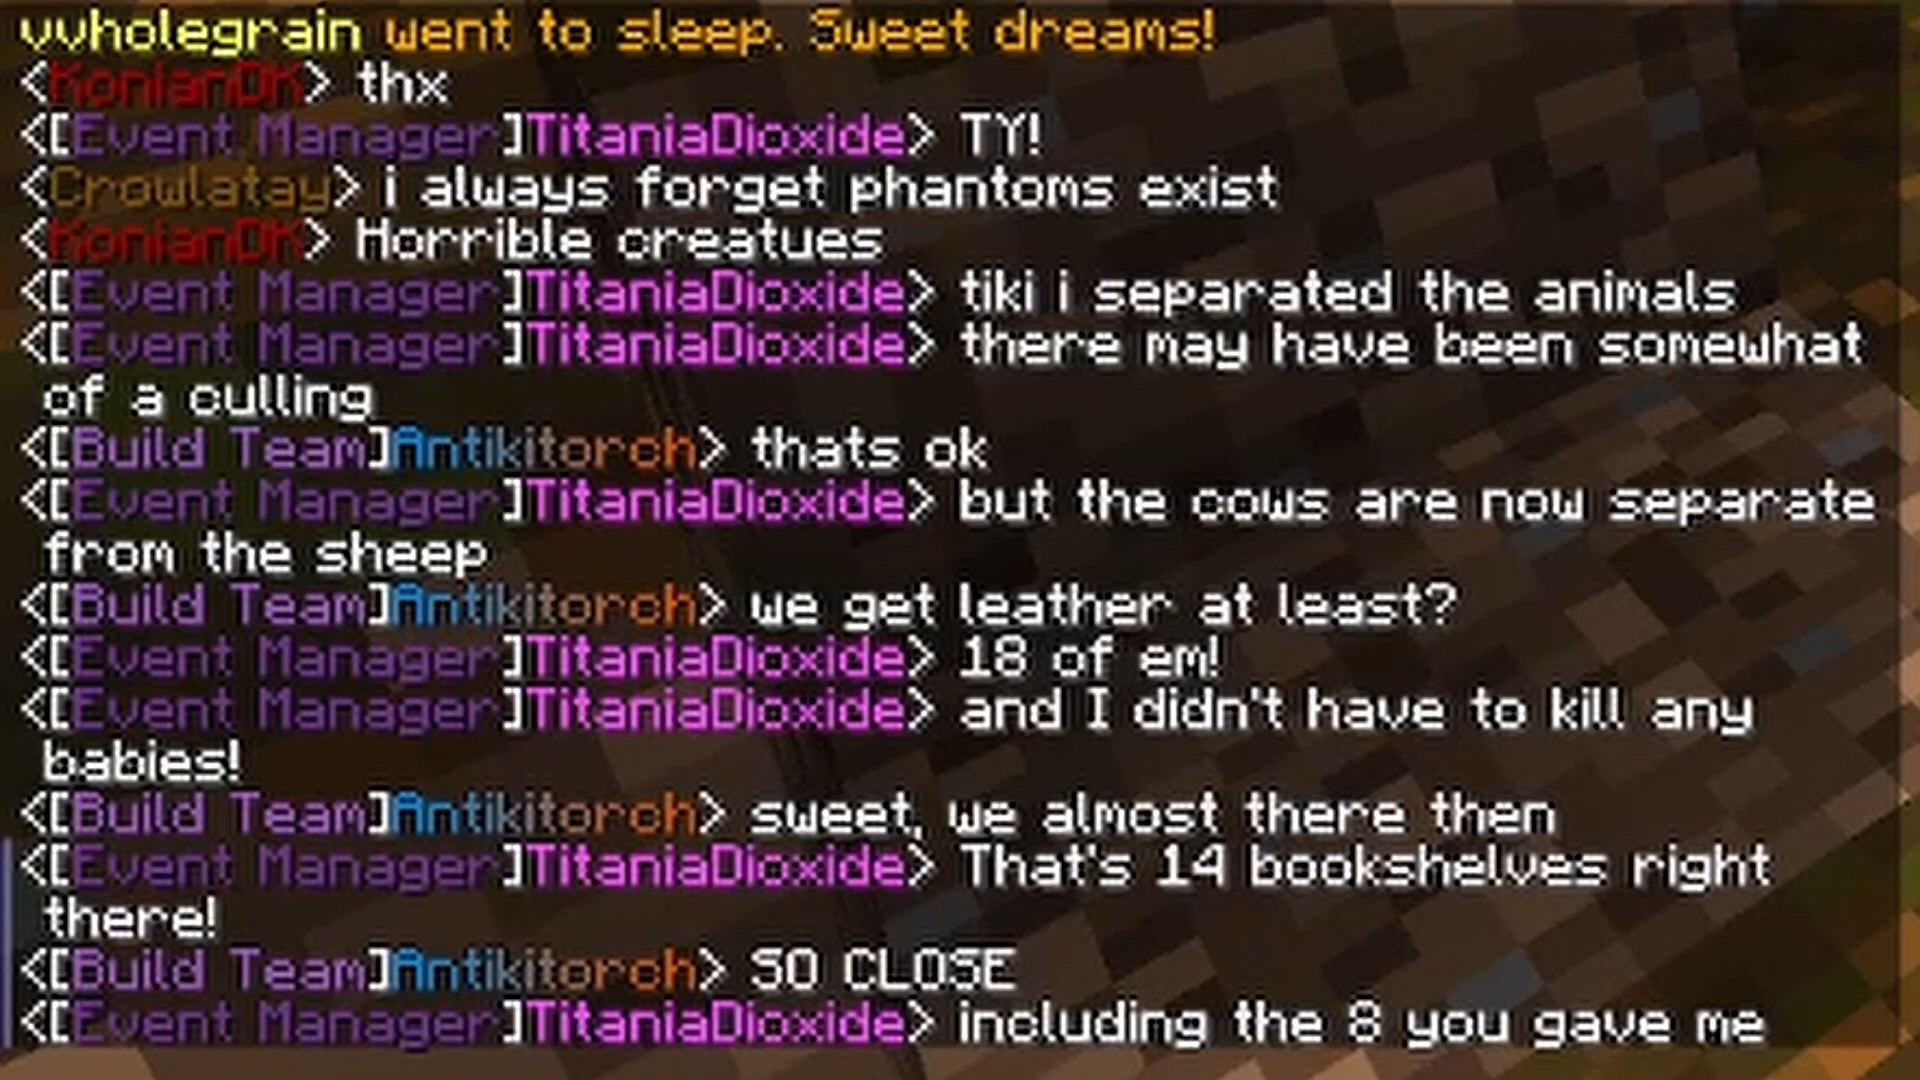 vvholegrain went to sleep. Sweet dreams!
<KonianDK> thx
<[Event Manager]TitaniaDioxide> TY!
<Crowlatay> i always forget phantoms exist
<KonianDK> Horrible creatues
<[Event Manager]TitaniaDioxide> tiki i separated the animals
<[Event Manager]TitaniaDioxide> there may have been somewhat
of a culling
<[Build Team]Antikitorch> thats ok
<[Event Manager]TitaniaDioxide> but the cows are now separate
from the sheep
<[Build Team]Antikitorch> we get leather at least?
<[Event Manager]TitaniaDioxide> 18 of em!
<[Event Manager]TitaniaDioxide> and I didn't have to kill any
babies!
<[Build Team]Antikitorch> sweet, we almost there then
<[Event Manager]TitaniaDioxide> That's 14 bookshelves right
there!
<[Build Team]Antikitorch> SO CLOSE
<[Event Manager]TitaniaDioxide> including the 8 you gave me